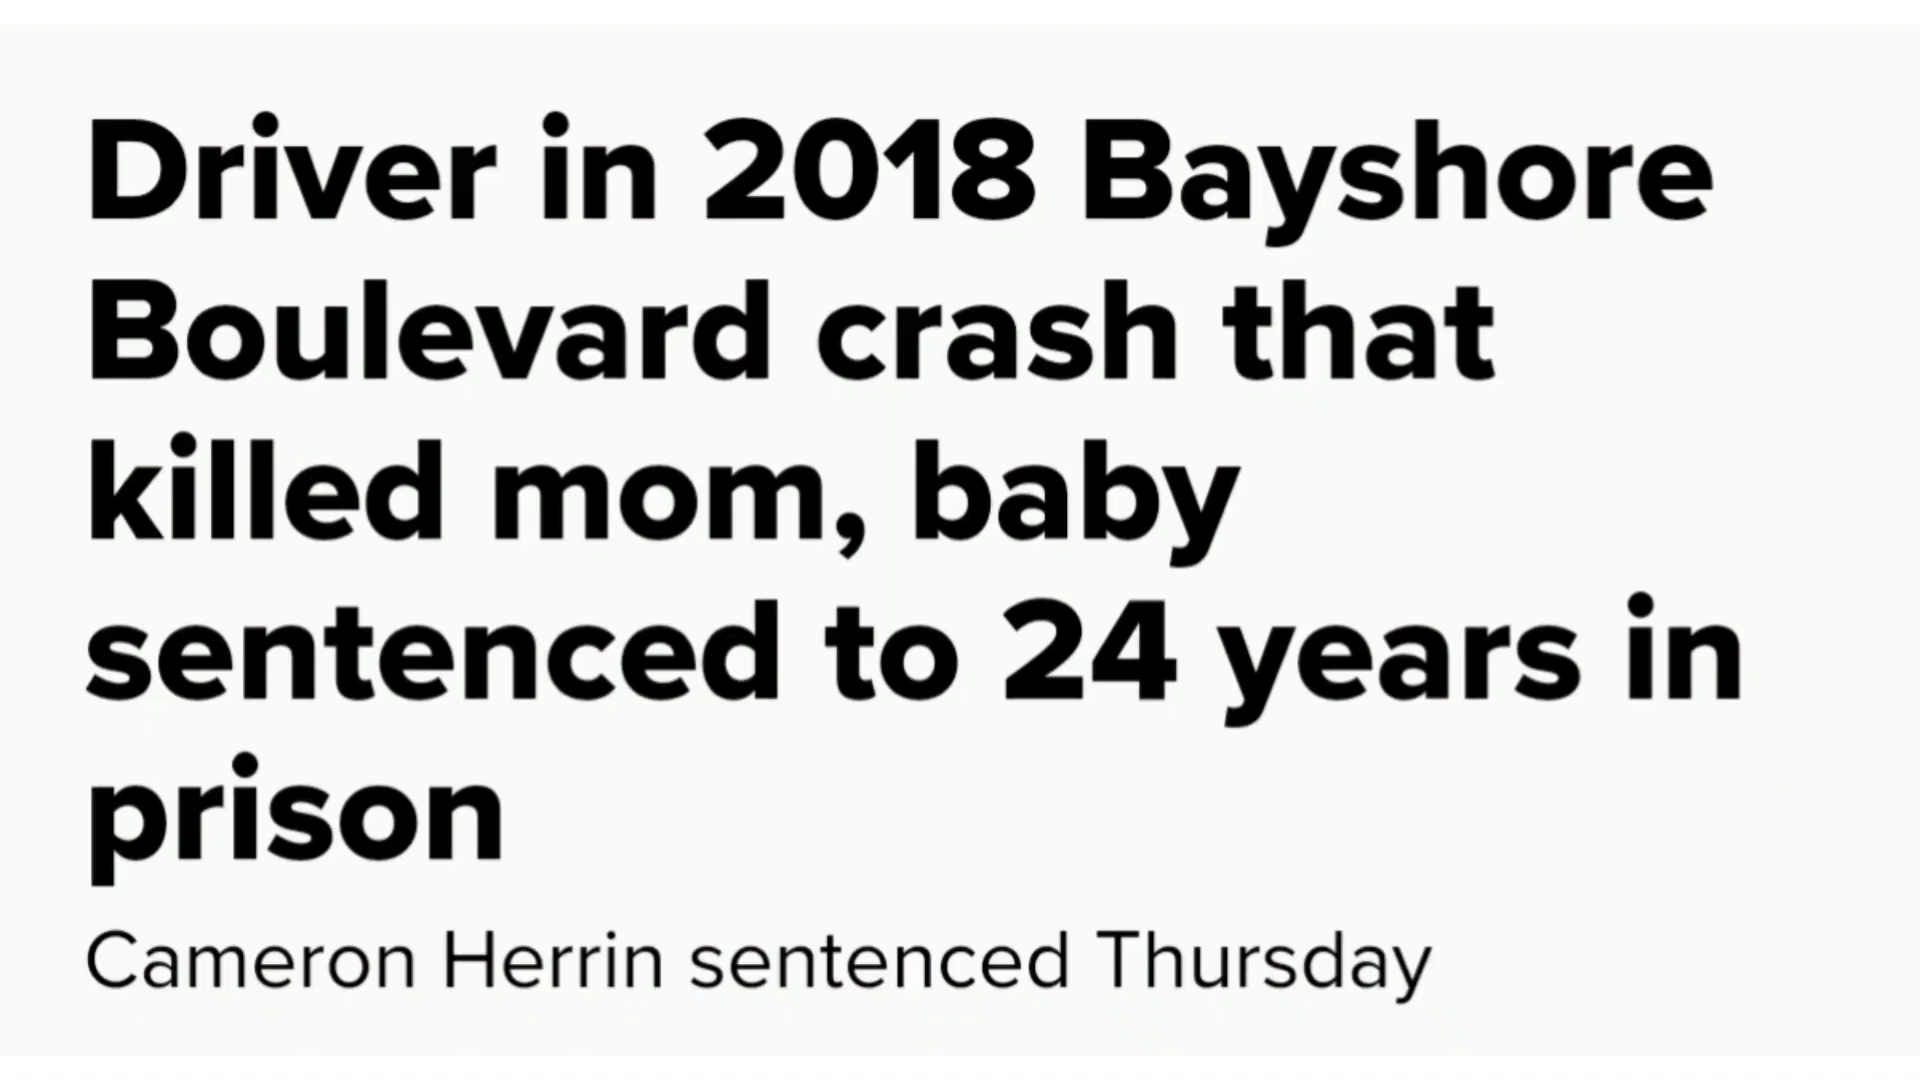 Driver in 2018 Bayshore
Boulevard crash that
killed mom, baby
sentenced to 24 years in
prison
Cameron Herrin sentenced Thursday